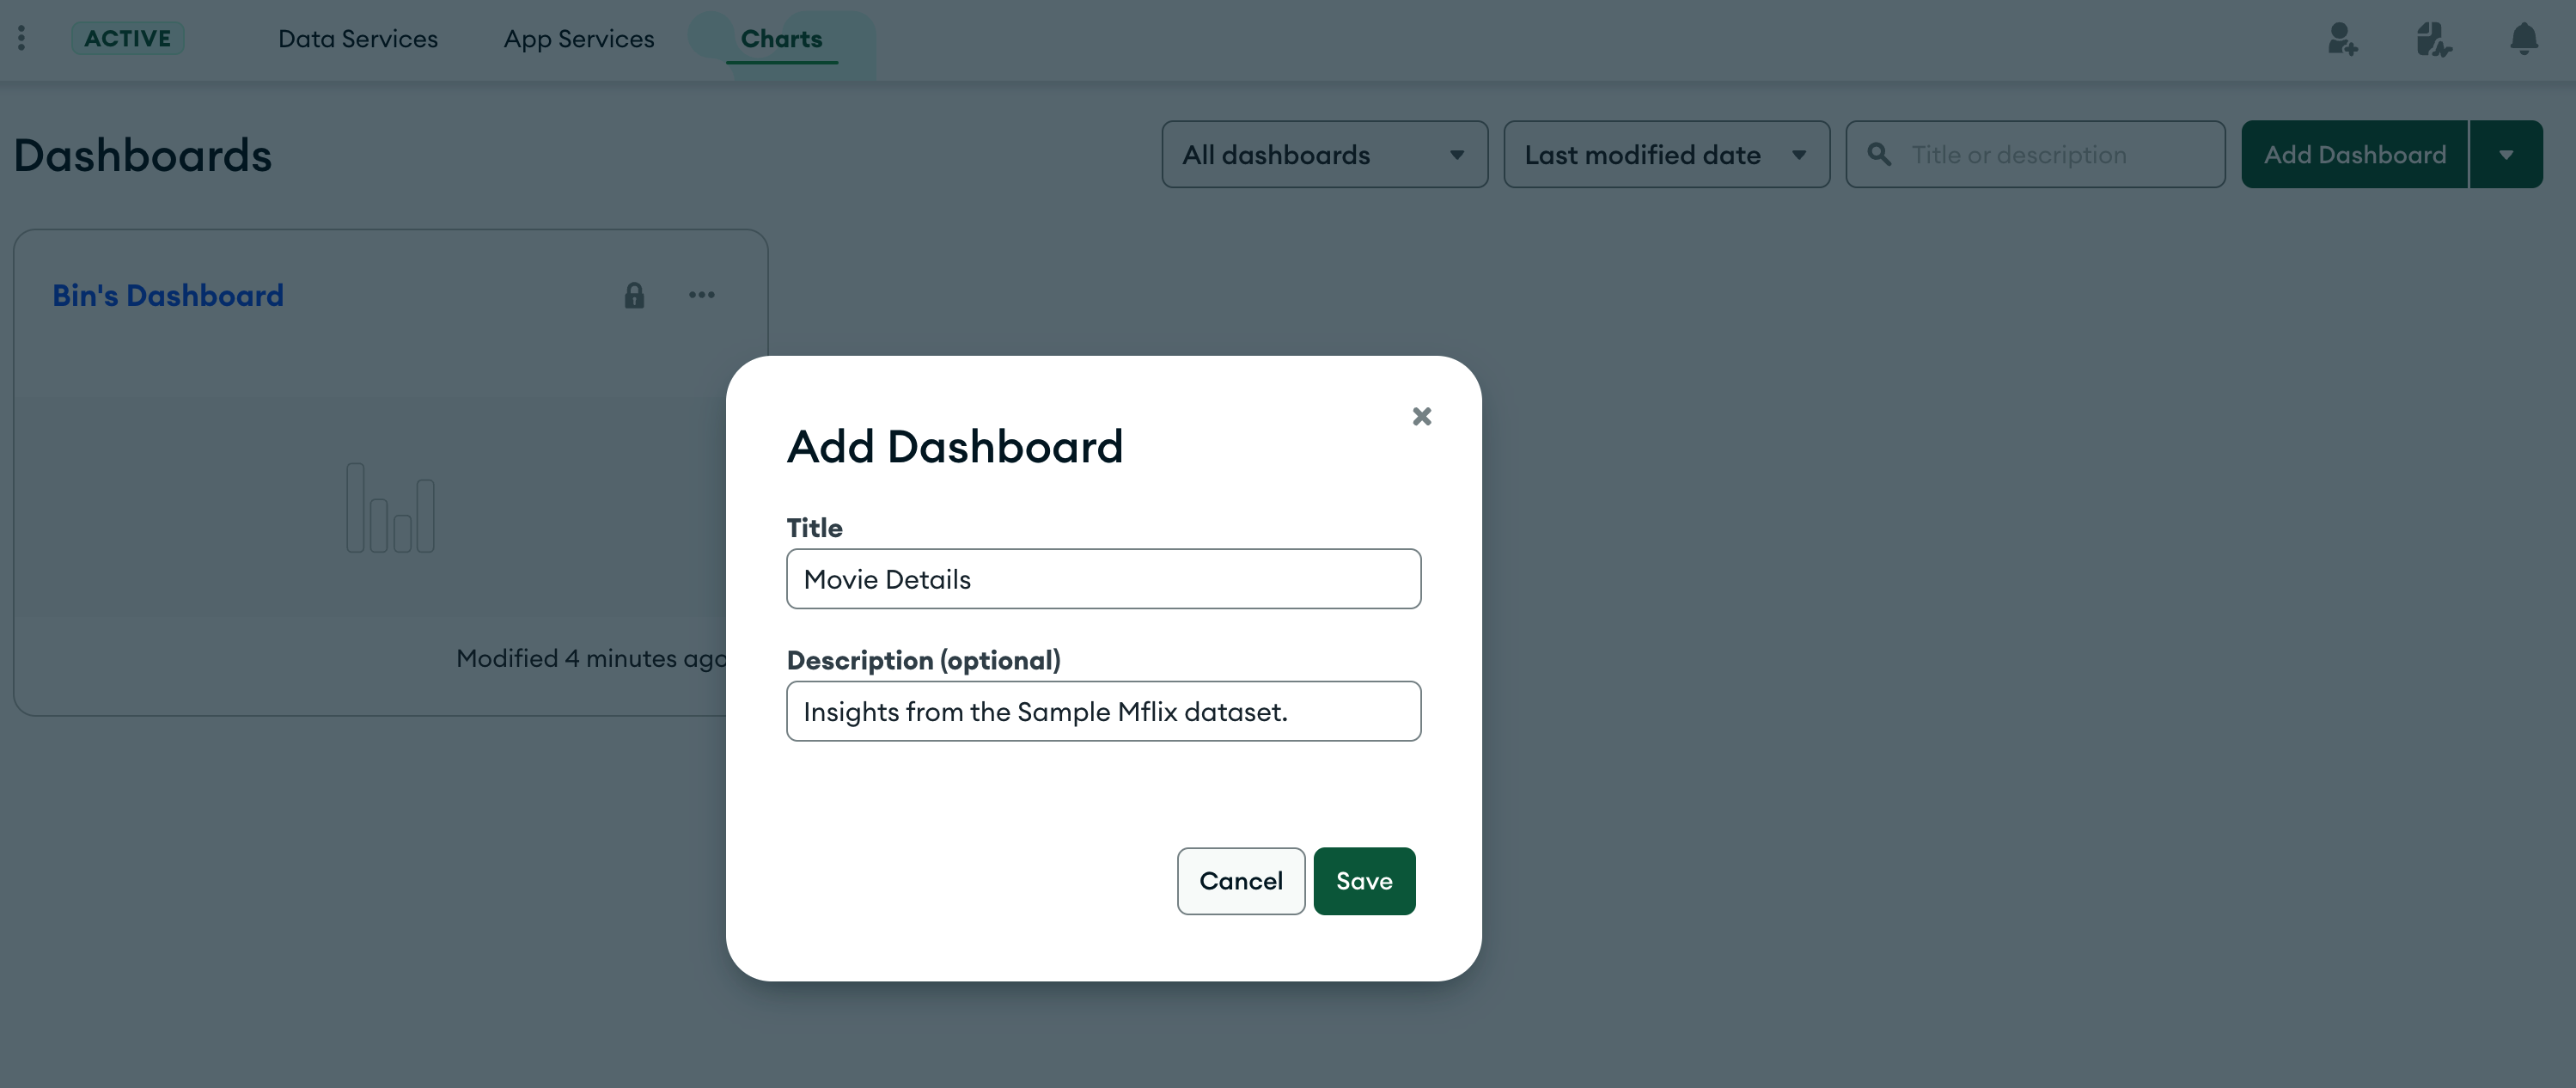 ACTIVE
Data Services
App Services
Charts
Dashboards
All dashboards
Last modified date
Title or description
Add Dashboard
Bin's Dashboard
Modified 4 minutes ago
Add Dashboard
Title
Movie Details
Description (optional)
Insights from the Sample Mflix dataset.
Cancel
Save